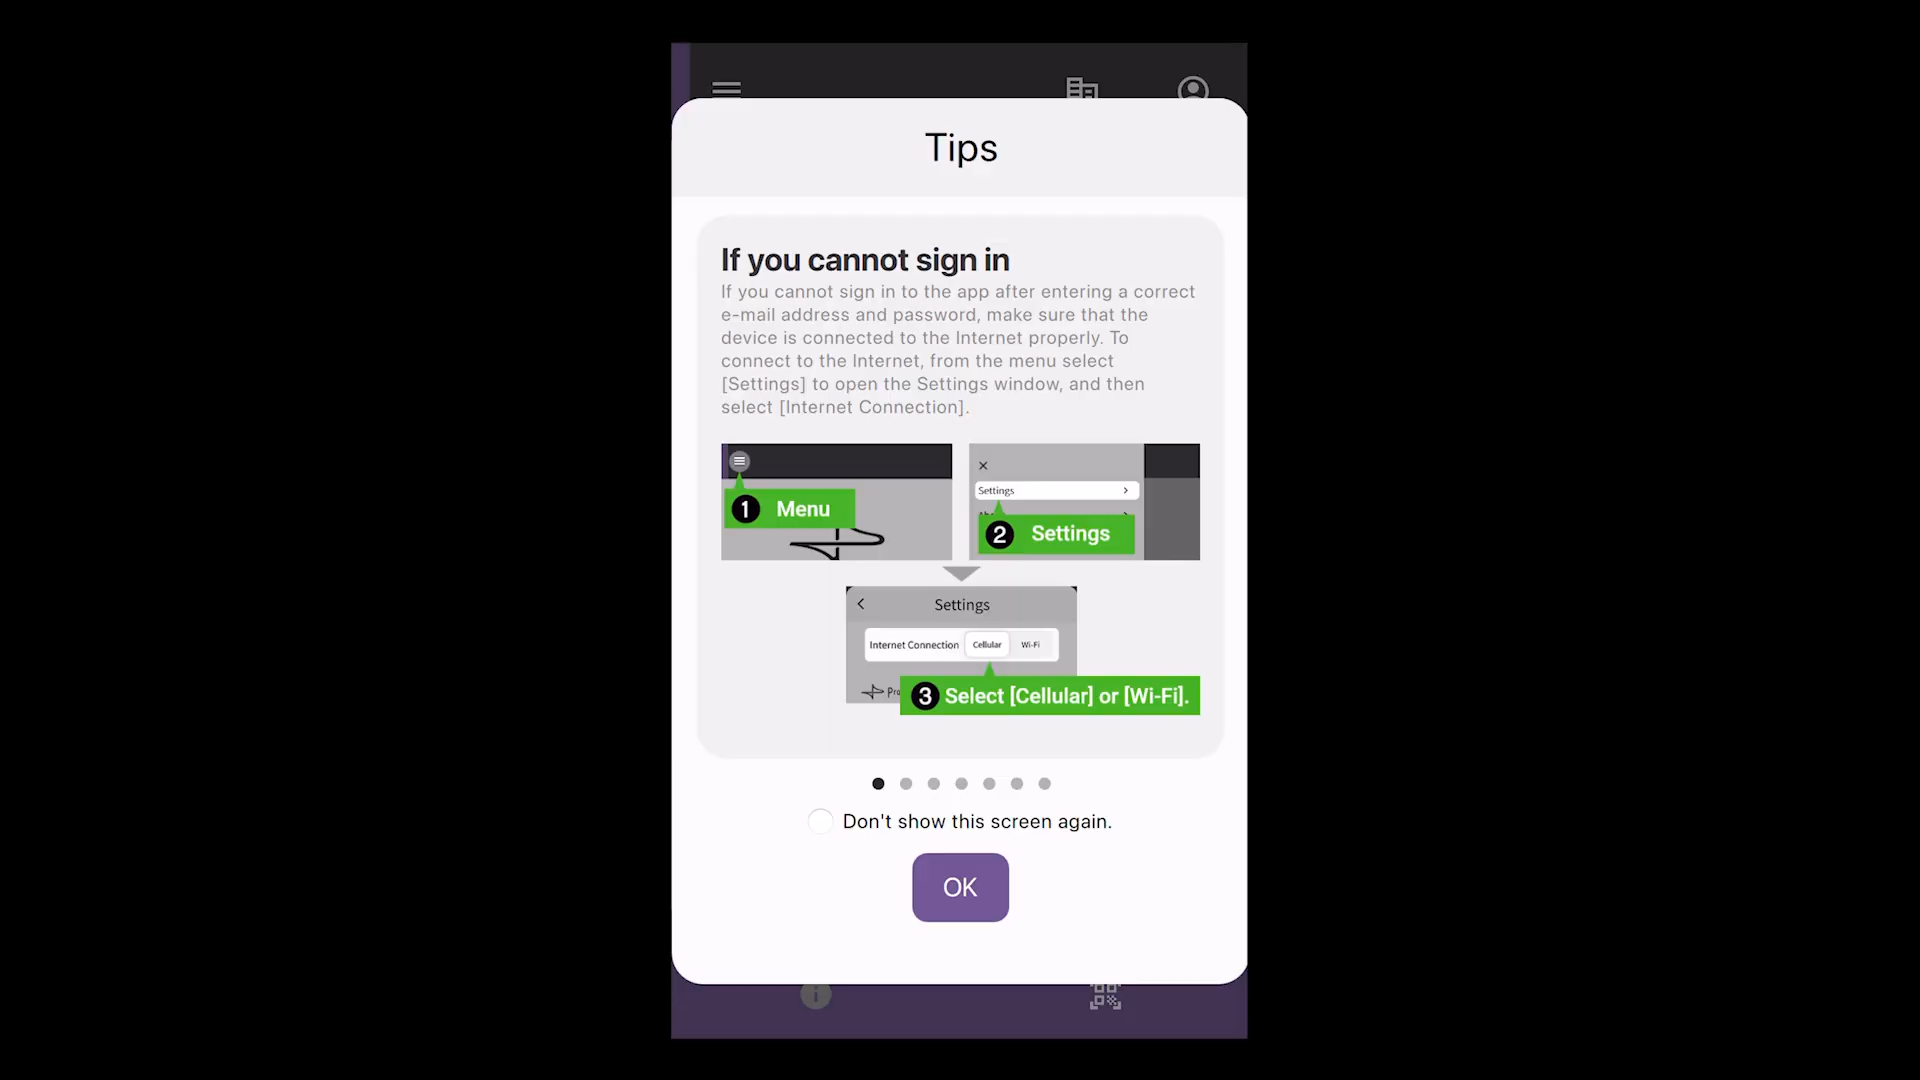 Tips
If you cannot sign in
If you cannot sign in to the app after entering a correct
e-mail address and password, make sure that the
device is connected to the Internet properly. To
connect to the Internet, from the menu select
[Settings] to open the Settings window, and then
select [Internet Connection].
1 Menu
Settings
2 Settings
Settings
Internet Connection Cellular Wi-Fi
3 Select [Cellular] or [Wi-Fi].
Don't show this screen again.
OK